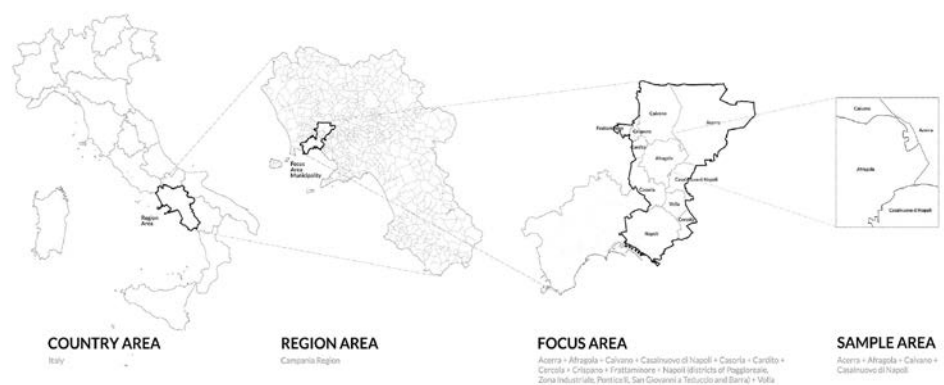 Caivano
Acerra
Frattaminore
Crispano
Cardito
Afragola
Casalnuovo di Napoli
Casoria
Volla
Cercola
Napoli
Focus
Area
Municipality
Region
Area
Caivano
Acerra
Afragola
Casalnuovo di Napoli
COUNTRY AREA
Italy
REGION AREA
Campania Region
FOCUS AREA
Acerra + Afragola + Caivano + Casalnuovo di Napoli + Casoria + Cardito +
Cercola + Crispano + Frattaminore + Napoli (districts of Poggioreale,
Zona Industriale, Ponticelli, San Giovanni a Teduccio and Barra) + Volla
SAMPLE AREA
Acerra + Afragola + Caivano +
Casalnuovo di Napoli